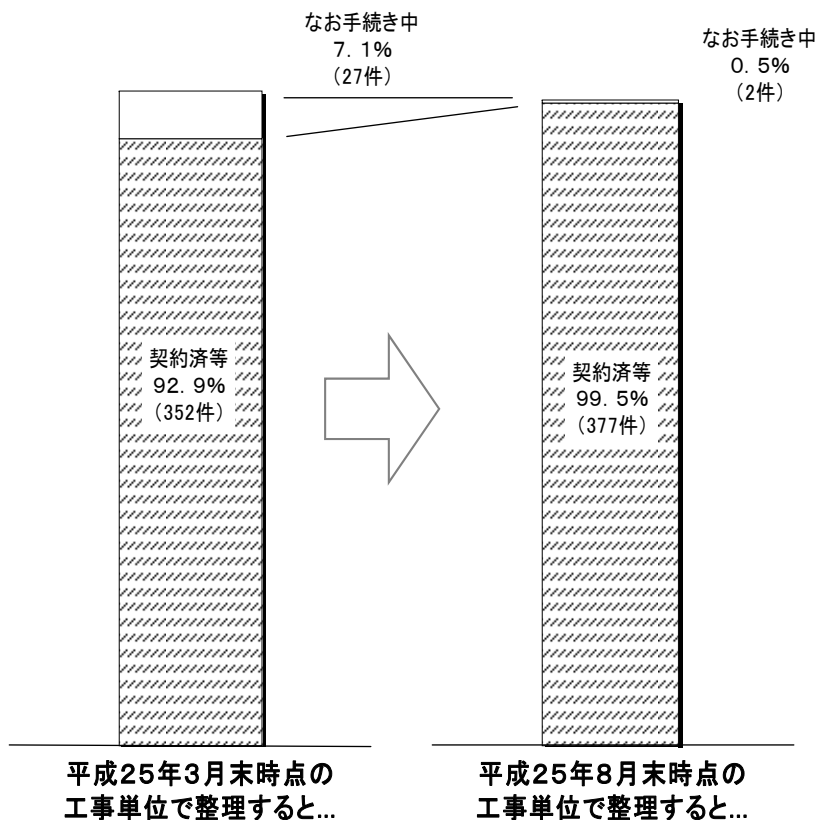 なお手続き中
7．1%
（27件）
契約済等
92．9%
（352件）
平成25年3月末時点の
工事単位で整理すると…
なお手続き中
0．5%
（2件）
契約済等
99．5%
（377件）
平成25年8月末時点の
工事単位で整理すると…